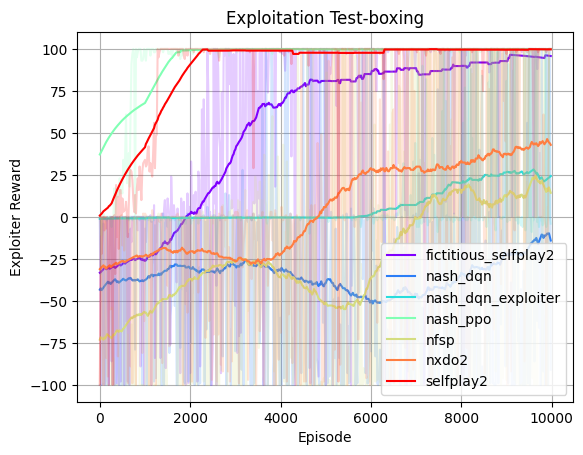 Exploitation Test-boxing
Exploiter Reward
100
75
50
25
0
−25
−50
−75
−100
fictitious_selfplay2
nash_dqn
nash_dqn_exploiter
nash_ppo
nfsp
nxdo2
selfplay2
0 2000 4000 6000 8000 10000
Episode